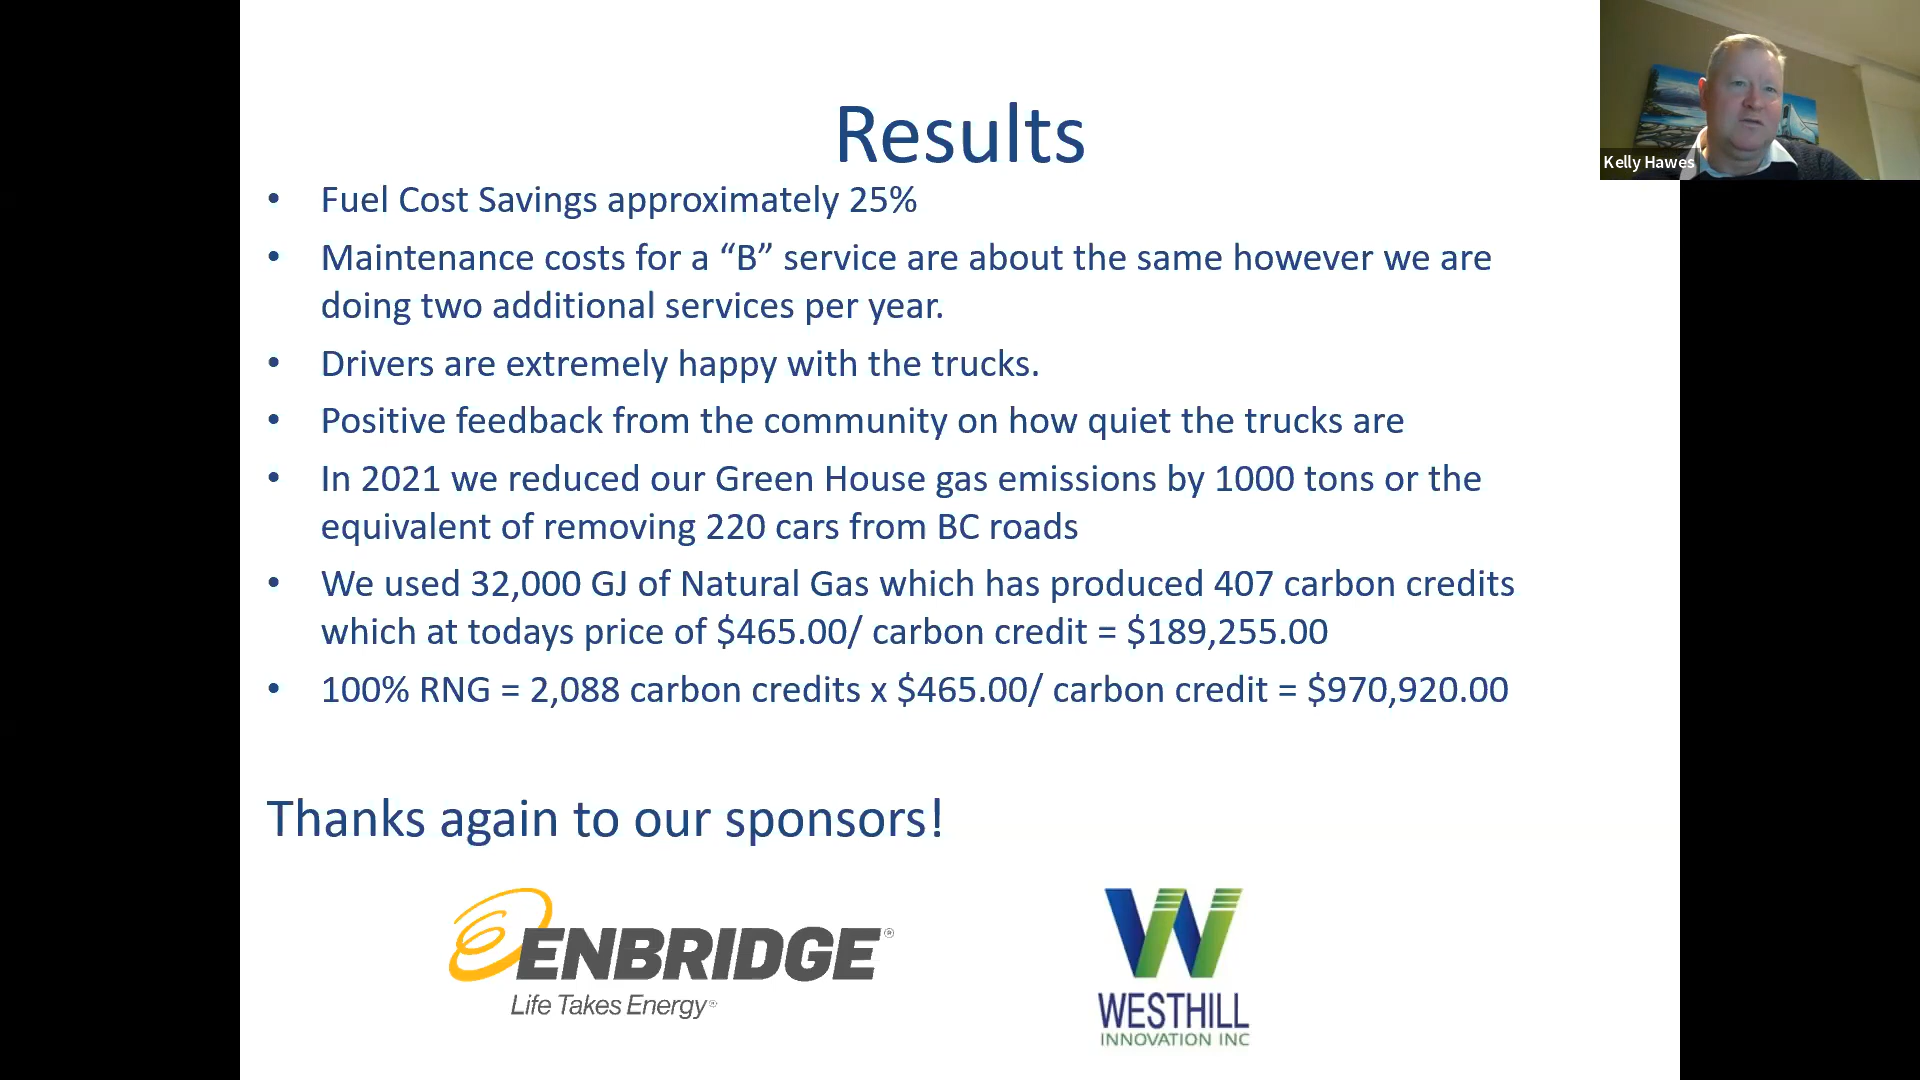 Results
Kelly Hawes
• Fuel Cost Savings approximately 25%
• Maintenance costs for a “B” service are about the same however we are
doing two additional services per year.
• Drivers are extremely happy with the trucks.
• Positive feedback from the community on how quiet the trucks are
• In 2021 we reduced our Green House gas emissions by 1000 tons or the
equivalent of removing 220 cars from BC roads
• We used 32,000 GJ of Natural Gas which has produced 407 carbon credits
which at todays price of $465.00/ carbon credit = $189,255.00
• 100% RNG = 2,088 carbon credits x $465.00/ carbon credit = $970,920.00
Thanks again to our sponsors!
ENBRIDGE®
Life Takes Energy®
WESTHILL
INNOVATION INC